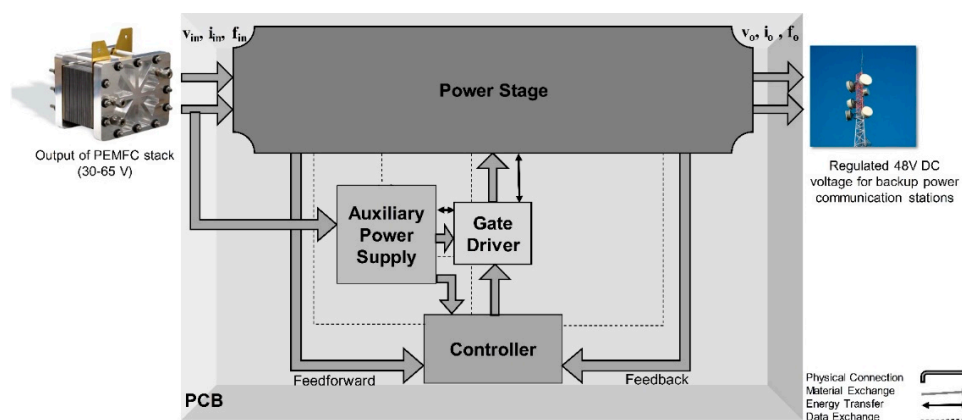 vin, iin, fin
vo, io , fo
Power Stage
Output of PEMFC stack
(30-65 V)
Regulated 48V DC
voltage for backup power
communication stations
Auxiliary
Power
Supply
Gate
Driver
Controller
Feedforward
Feedback
PCB
Physical Connection
Material Exchange
Energy Transfer
Data Exchange